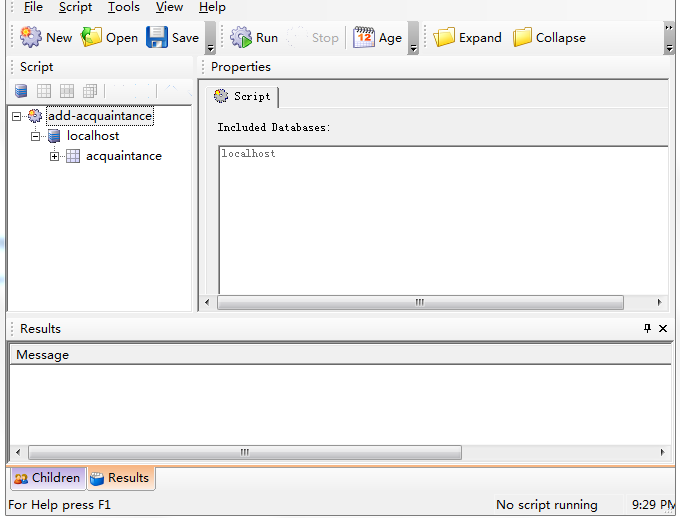 File Script Tools View Help
New Open Save Run Stop 12 Age Expand Collapse
Script
Properties
add-acquaintance
localhost
acquaintance
Script
Included Databases:
localhost
Results
Message
Children Results
For Help press F1 No script running 9:29 PM